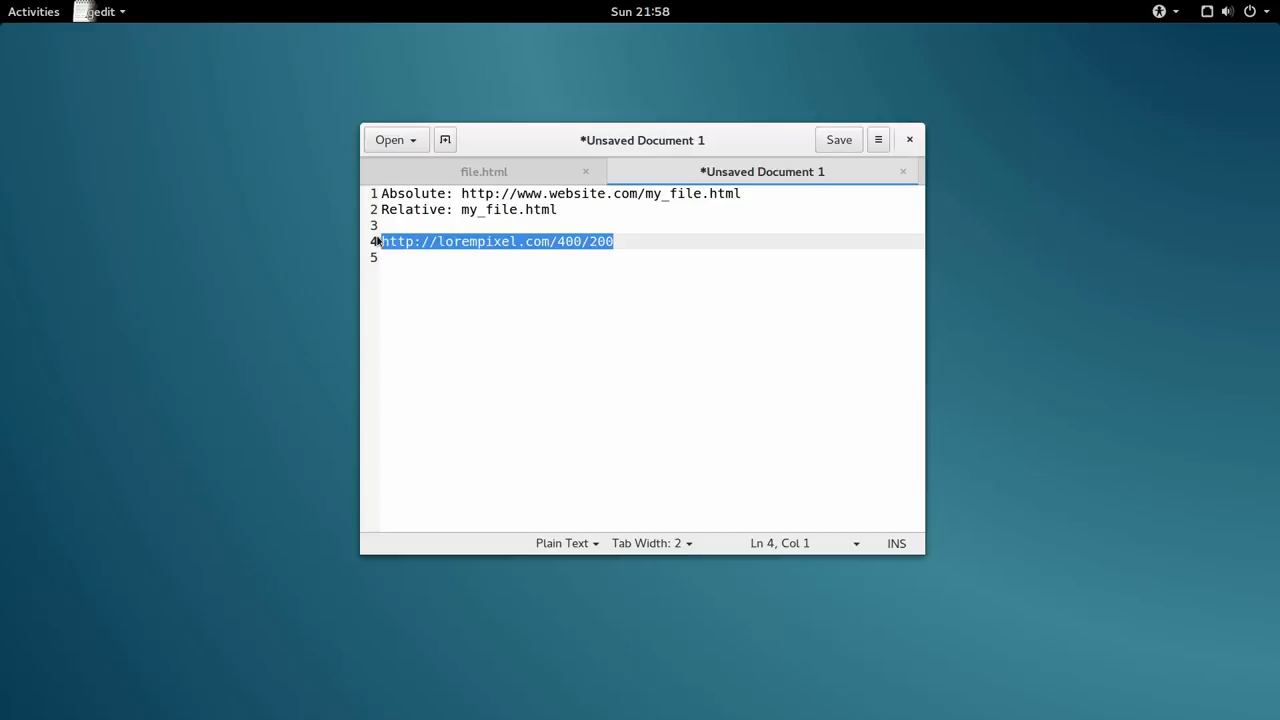 Activities gedit Sun 21:58
Open *Unsaved Document 1 Save
file.html *Unsaved Document 1
1 Absolute: http://www.website.com/my_file.html
2 Relative: my_file.html
3
4 http://lorempixel.com/400/200
5
Plain Text Tab Width: 2 Ln 4, Col 1 INS